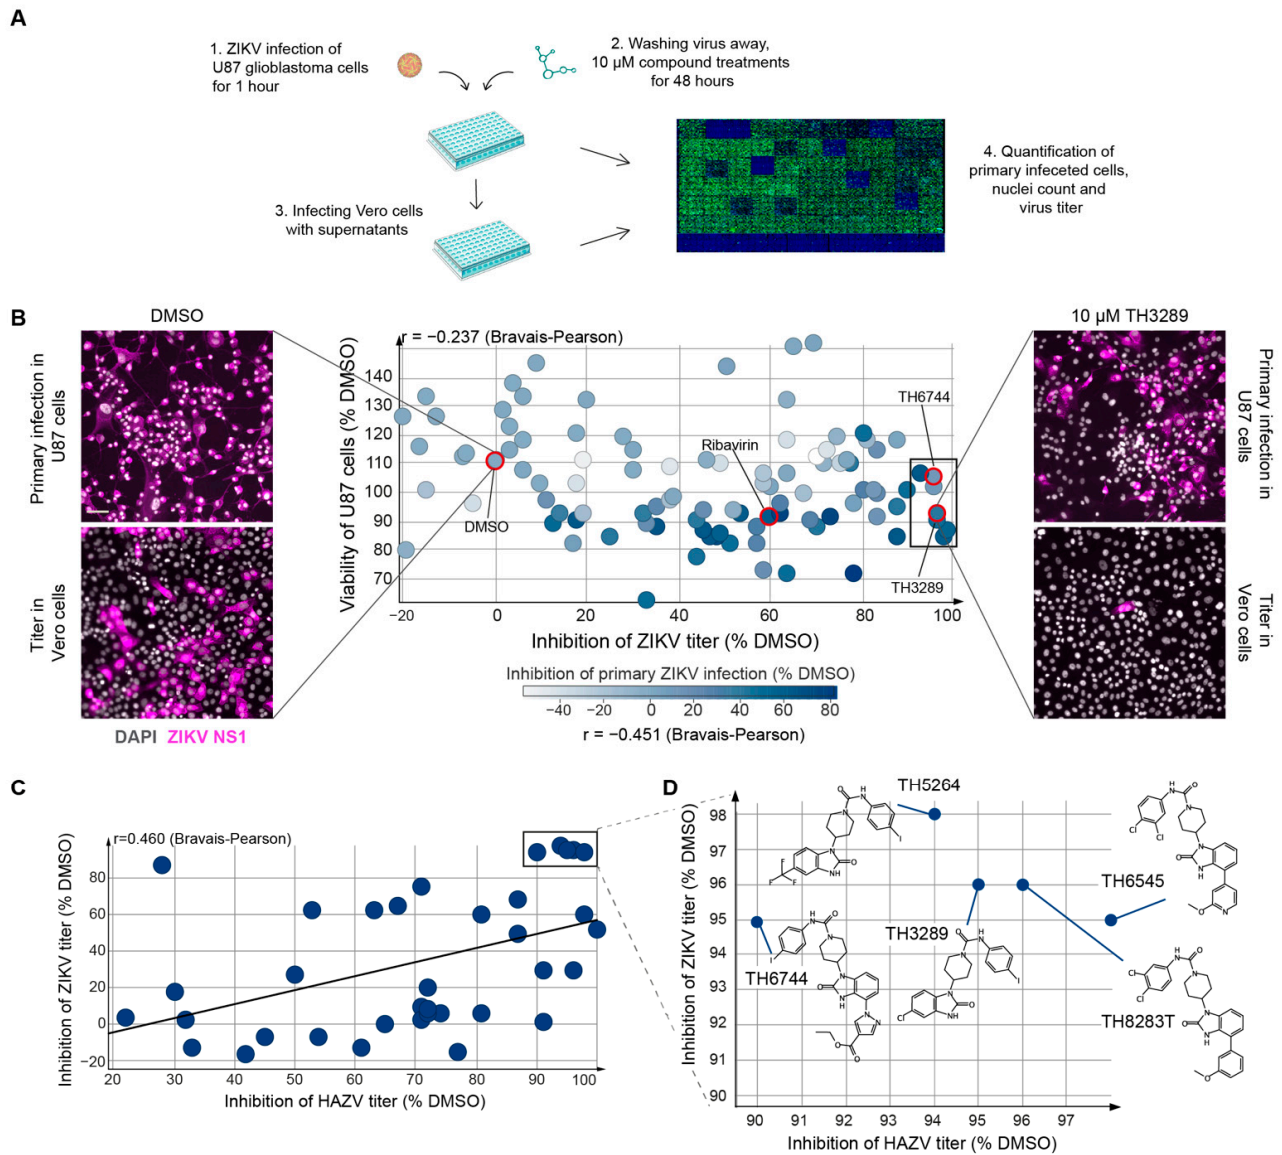 A
1. ZIKV infection of
U87 glioblastoma cells
for 1 hour
2. Washing virus away,
10 µM compound treatments
for 48 hours
3. Infecting Vero cells
with supernatants
4. Quantification of
primary infeceted cells,
nuclei count and
virus titer
B
DMSO
Primary infection in
U87 cells
Titer in
Vero cells
DAPI ZIKV NS1
r = −0.237 (Bravais-Pearson)
Viability of U87 cells (% DMSO)
140
130
120
110
100
90
80
70
−20
0
20
40
60
80
100
DMSO
Ribavirin
TH6744
TH3289
Inhibition of ZIKV titer (% DMSO)
Inhibition of primary ZIKV infection (% DMSO)
−40
−20
0
20
40
60
80
r = −0.451 (Bravais-Pearson)
10 µM TH3289
Primary infection in
U87 cells
Titer in
Vero cells
C
r=0.460 (Bravais-Pearson)
Inhibition of ZIKV titer (% DMSO)
80
60
40
20
0
−20
20
30
40
50
60
70
80
90
100
Inhibition of HAZV titer (% DMSO)
D
Inhibition of ZIKV titer (% DMSO)
98
97
96
95
94
93
92
91
90
90
91
92
93
94
95
96
97
Inhibition of HAZV titer (% DMSO)
TH5264
TH6545
TH3289
TH6744
TH8283T